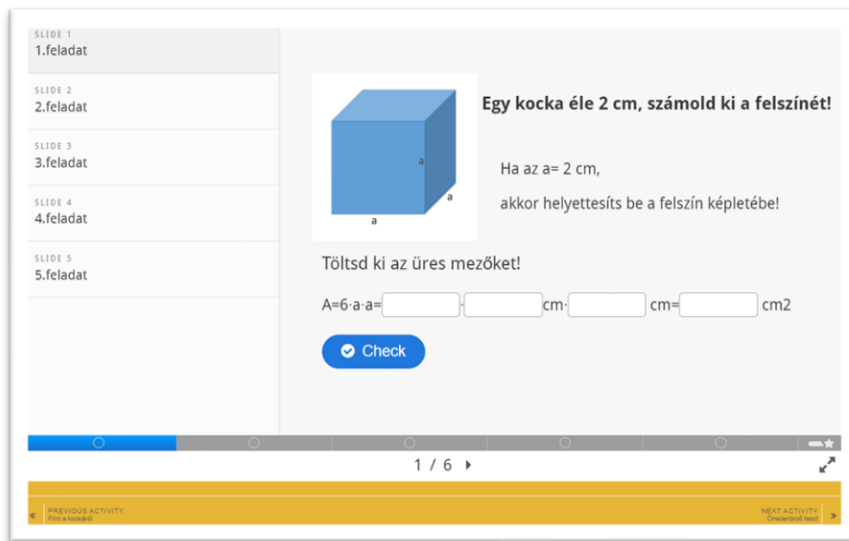 SLIDE 1
1.feladat
SLIDE 2
2.feladat
SLIDE 3
3.feladat
SLIDE 4
4.feladat
SLIDE 5
5.feladat
Egy kocka éle 2 cm, számold ki a felszínét!
Ha az a= 2 cm,
akkor helyettesíts be a felszín képletébe!
a
a
a
Töltsd ki az üres mezőket!
A=6·a·a= · cm· cm= cm2
Check
1 / 6
PREVIOUS ACTIVITY
Film a kockáról
NEXT ACTIVITY
Önellenőrző teszt